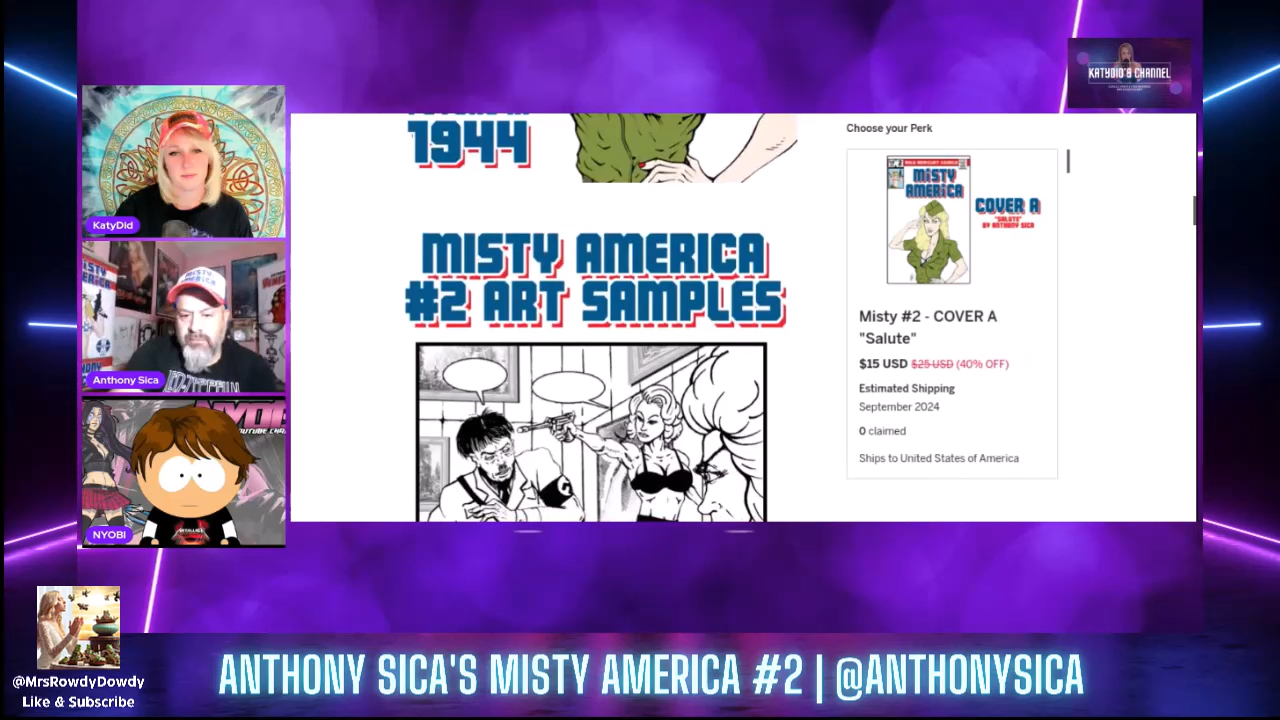 KATYDID'S CHANNEL
KatyDid
Anthony Sica
NYOBI
METALLICA
1944
MISTY AMERICA
#2 ART SAMPLES
Choose your Perk
MISTY
AMERICA
COVER A
"SALUTE"
BY ANTHONY SICA
Misty #2 - COVER A
"Salute"
$15 USD $25 USD (40% OFF)
Estimated Shipping
September 2024
0 claimed
Ships to United States of America
@MrsRowdyDowdy
Like & Subscribe
ANTHONY SICA'S MISTY AMERICA #2 | @ANTHONYSICA